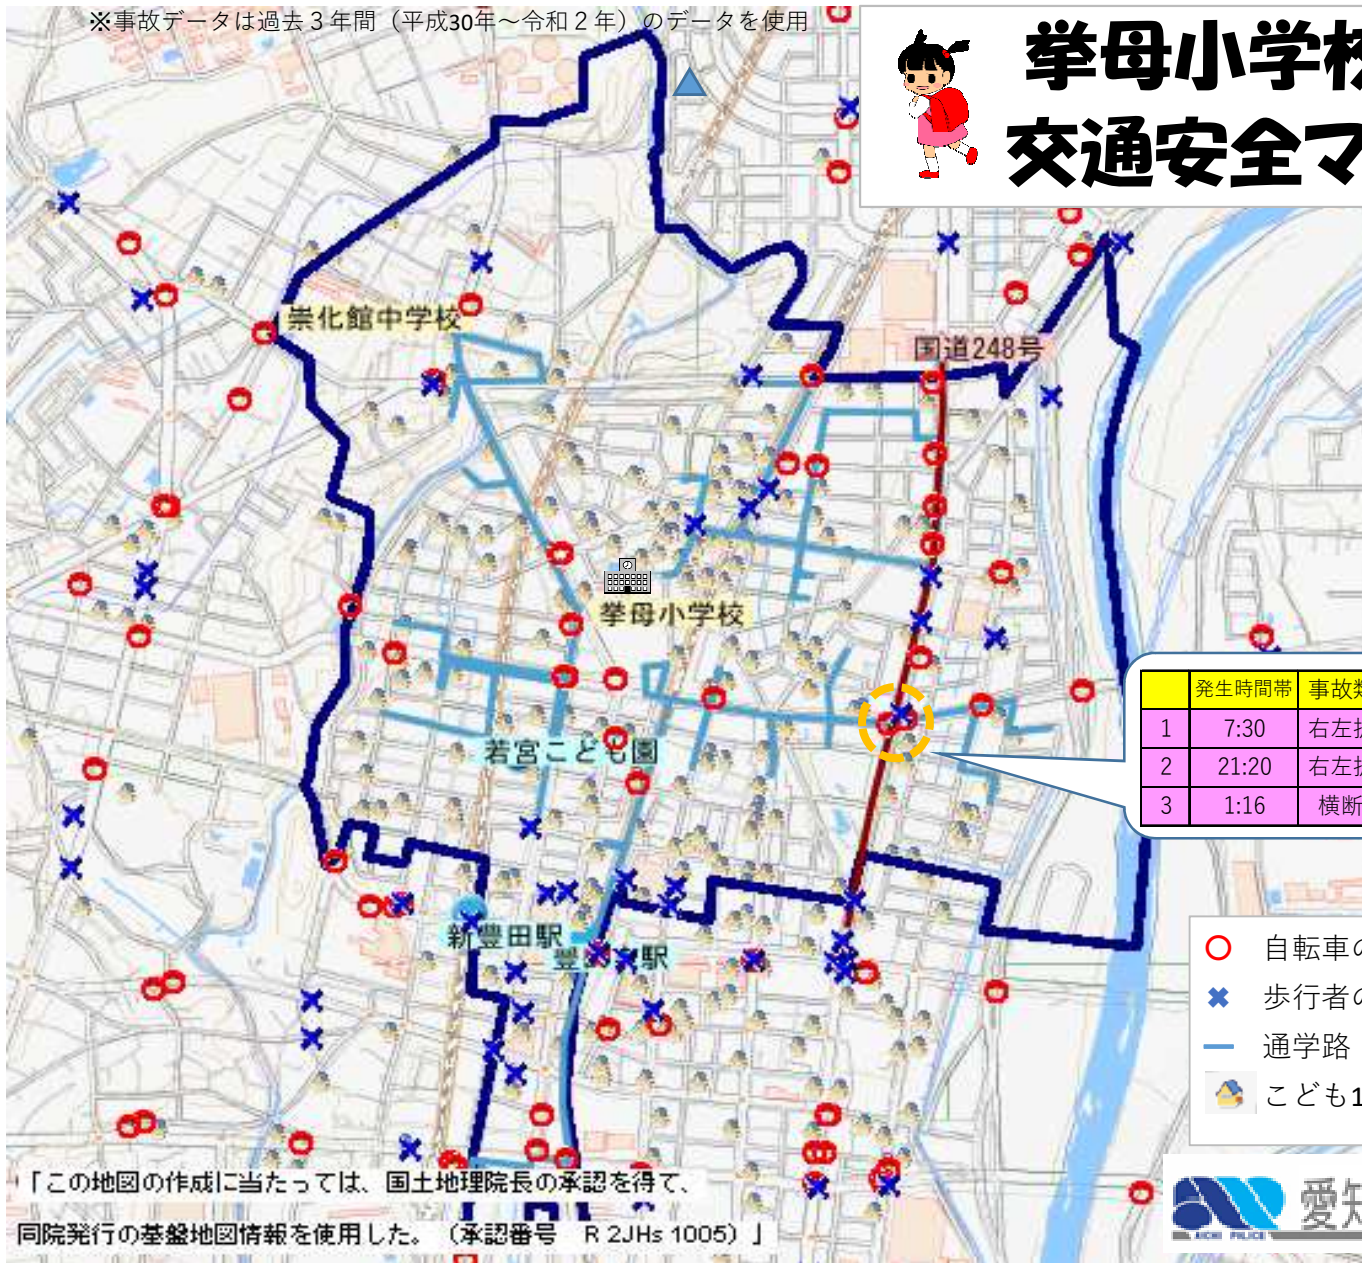 ※事故データは過去３年間（平成30年～令和２年）のデータを使用
挙母小学校
交通安全マ
崇化館中学校
国道248号
挙母小学校
発生時間帯 事故類
1 7:30 右左折
2 21:20 右左折
3 1:16 横断
若宮こども園
新豊田駅
豊 駅
自転車の
歩行者の
通学路
こども1
「この地図の作成に当たっては、国土地理院長の承認を得て、
同院発行の基盤地図情報を使用した。（承認番号 R 2JHs 1005）」
愛知
AICHI POLICE